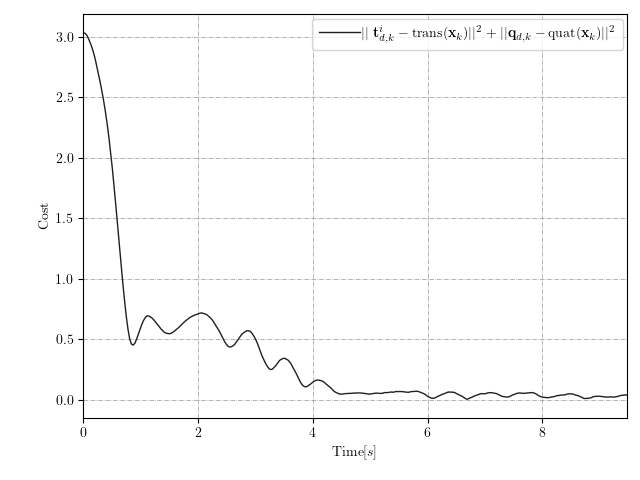 || t^i_{d,k} − trans(x_k)||^2 + ||q_{d,k} − quat(x_k)||^2
3.0
2.5
2.0
1.5
1.0
0.5
0.0
Cost
0 2 4 6 8
Time[s]